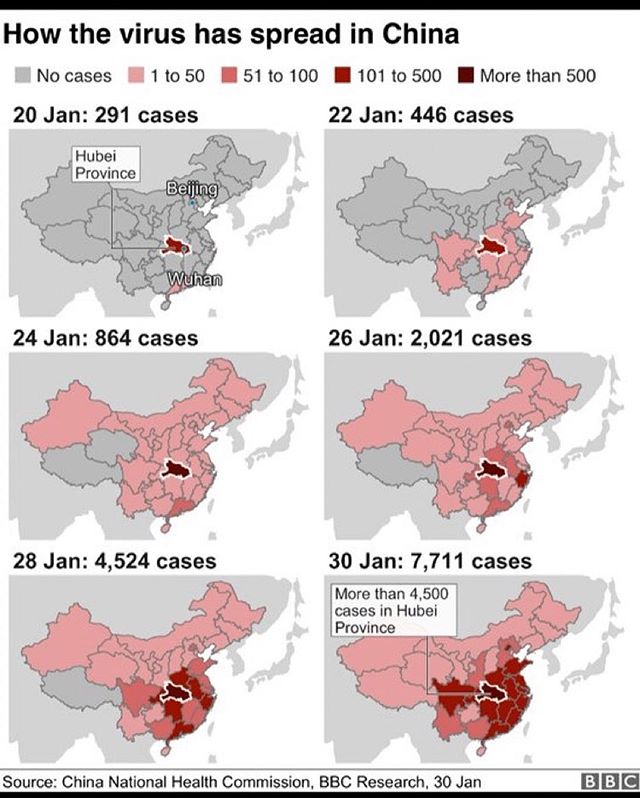 How the virus has spread in China
No cases 1 to 50 51 to 100 101 to 500 More than 500
20 Jan: 291 cases
Hubei
Province
Beijing
Wuhan
22 Jan: 446 cases
24 Jan: 864 cases
26 Jan: 2,021 cases
28 Jan: 4,524 cases
30 Jan: 7,711 cases
More than 4,500
cases in Hubei
Province
Source: China National Health Commission, BBC Research, 30 Jan
BBC